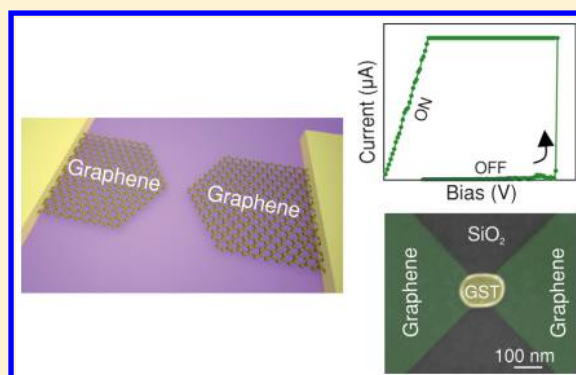 Graphene
Graphene
Current (μA)
ON
OFF
Bias (V)
SiO₂
Graphene
GST
Graphene
100 nm